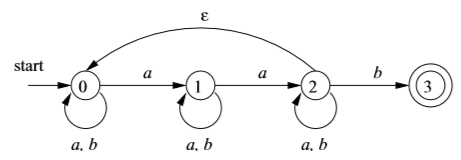 ε
start
a a b
0 1 2 3
a, b a, b a, b